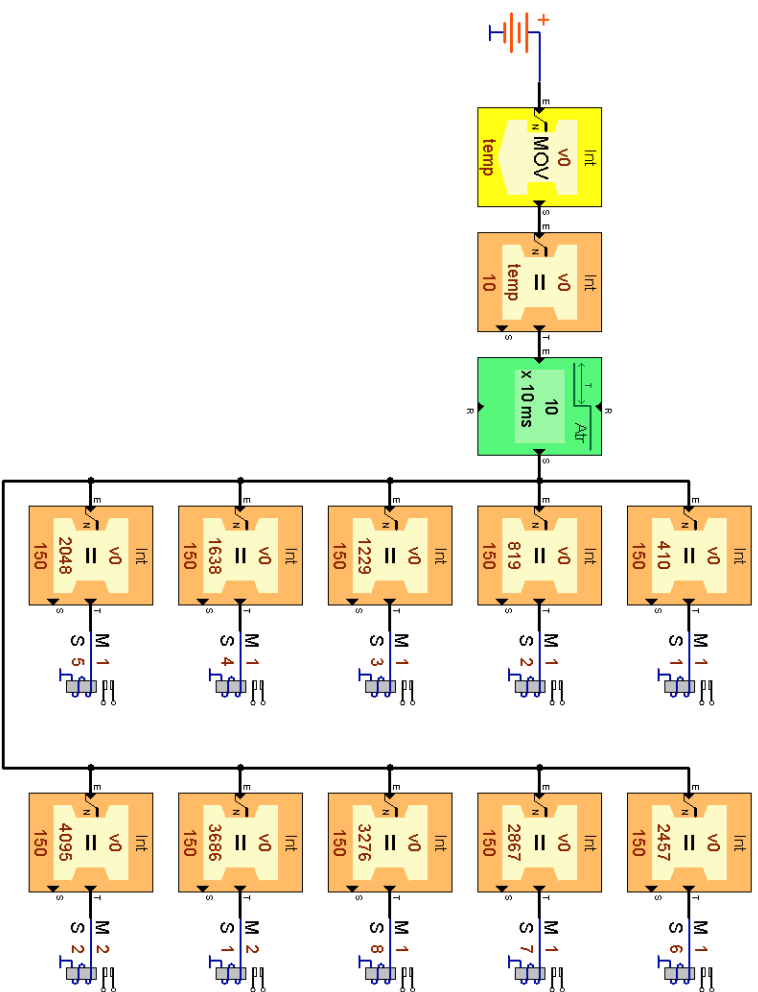 +
Int
v0
E
N
MOV
S
temp
Int
v0
E
N
=
T
temp
S
10
R
T
Atr
E
S
10
x 10 ms
R
Int
v0
E
N
=
T
410
S
150
M 1
S 1
Int
v0
E
N
=
T
819
S
150
M 1
S 2
Int
v0
E
N
=
T
1229
S
150
M 1
S 3
Int
v0
E
N
=
T
1638
S
150
M 1
S 4
Int
v0
E
N
=
T
2048
S
150
M 1
S 5
Int
v0
E
N
=
T
2457
S
150
M 1
S 6
Int
v0
E
N
=
T
2867
S
150
M 1
S 7
Int
v0
E
N
=
T
3276
S
150
M 1
S 8
Int
v0
E
N
=
T
3686
S
150
M 2
S 1
Int
v0
E
N
=
T
4095
S
150
M 2
S 2